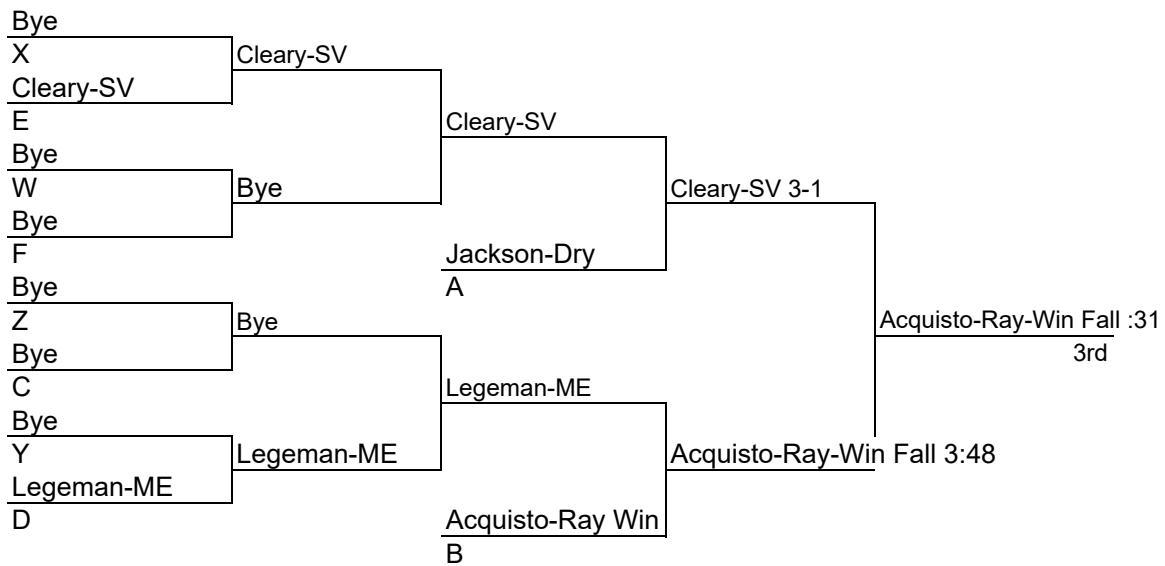 Bye
X
Cleary-SV
Cleary-SV
E
Cleary-SV
Bye
W
Bye
Cleary-SV 3-1
Bye
F
Jackson-Dry
A
Bye
Z
Bye
Acquisto-Ray-Win Fall :31
3rd
Bye
C
Legeman-ME
Bye
Y
Legeman-ME
Acquisto-Ray-Win Fall 3:48
Legeman-ME
D
Acquisto-Ray Win
B